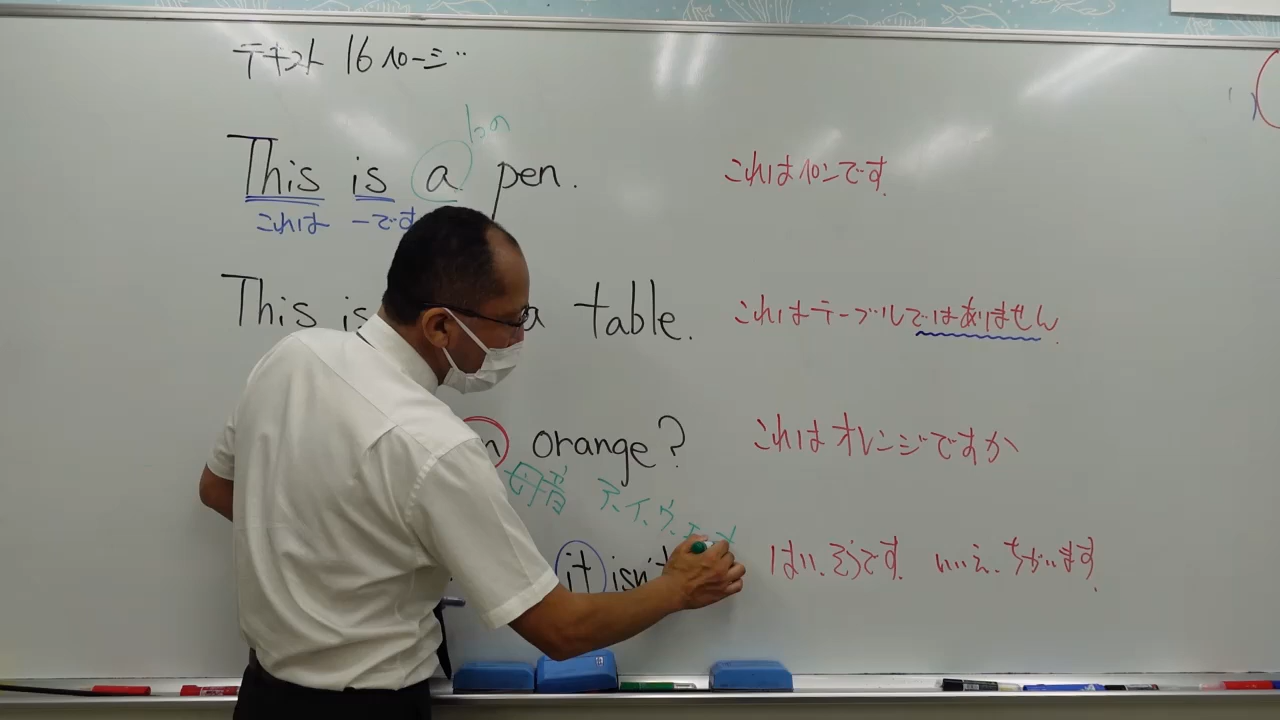 テキスト 16ページ
1つの
This is a pen. これはペンです
これは ーです
This is a table. これはテーブルではありません
orange? これはオレンジですか
母音 ア、イ、ウ、エ、オ
it isn't はい、そうです いいえ、ちがいます